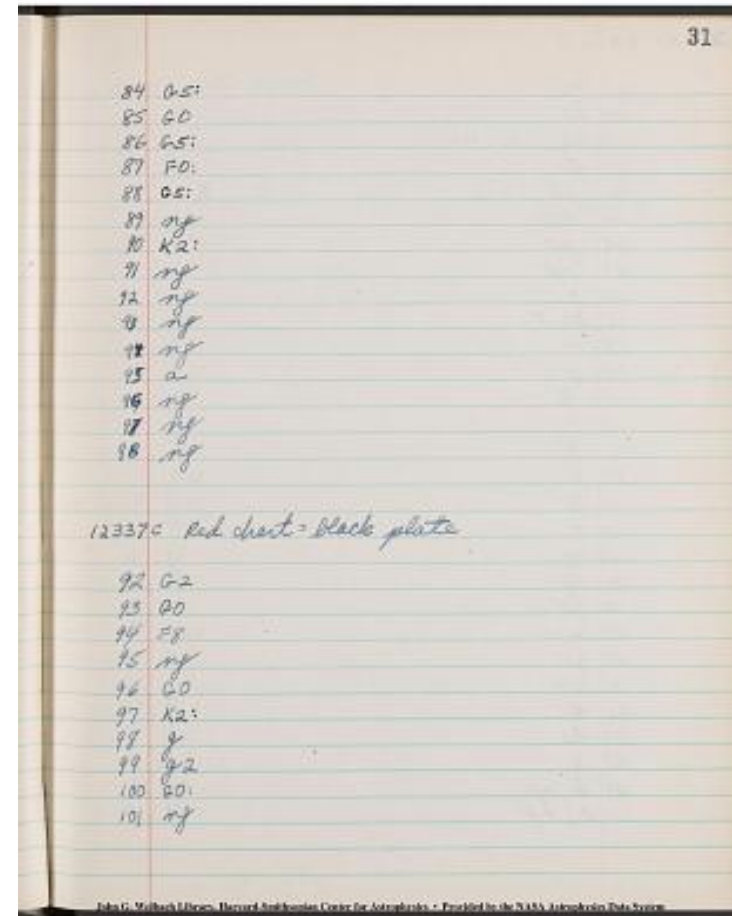 31
84 G5:
85 G0
86 G5:
87 F0:
88 G5:
89 ng
90 K2:
91 ng
92 ng
93 ng
94 ng
95 a
96 ng
97 ng
98 ng
12337c Red chart = black plate
92 G2
93 G0
94 F8
95 ng
96 G0
97 K2:
98 g
99 g2
100 G0:
101 ng
John G. Wolbach Library, Harvard-Smithsonian Center for Astrophysics • Provided by the NASA Astrophysics Data System